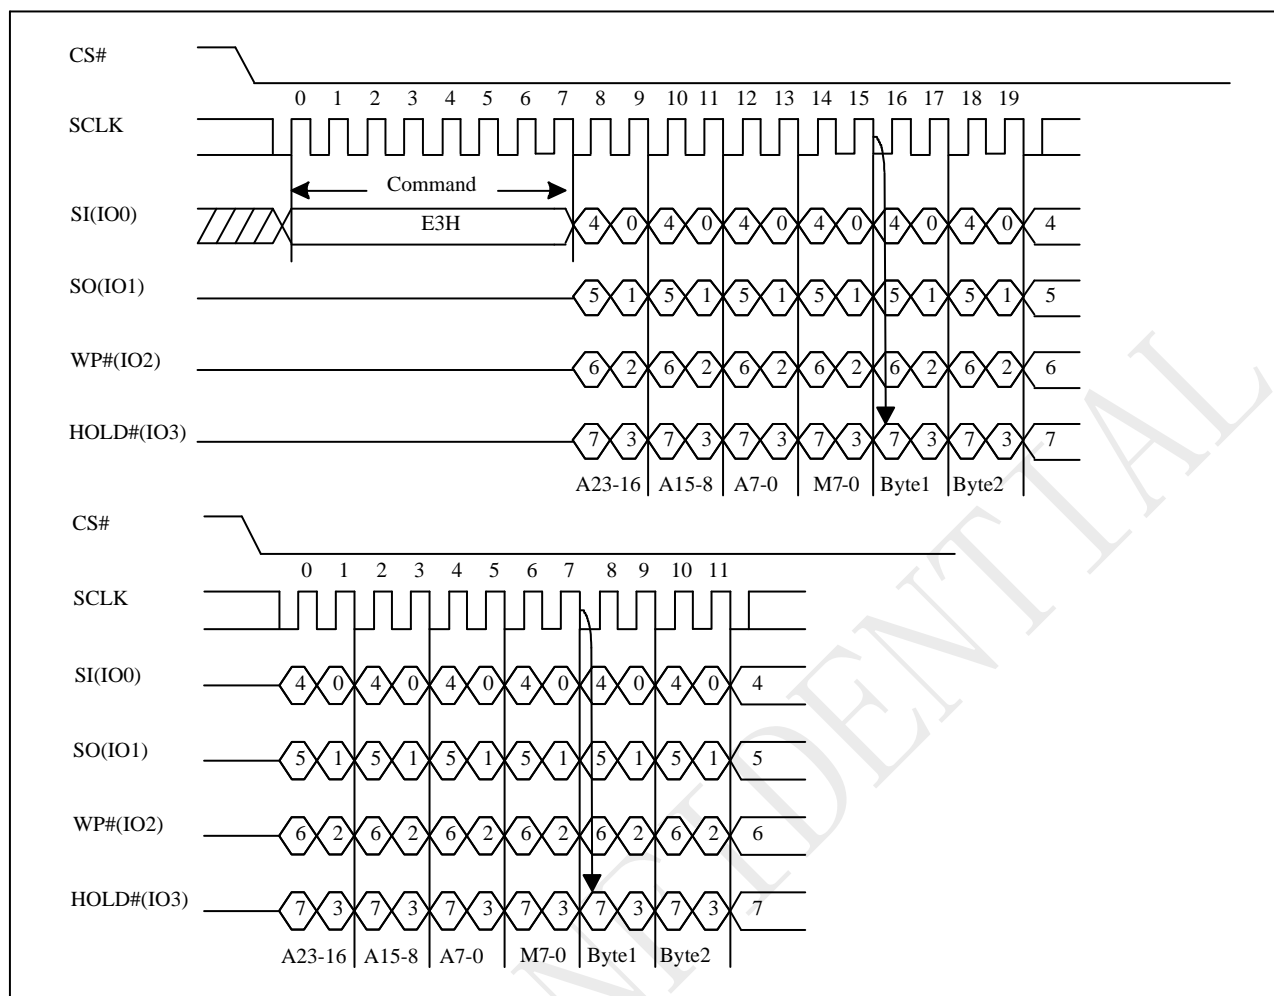 CS#
0 1 2 3 4 5 6 7 8 9 10 11 12 13 14 15 16 17 18 19
SCLK
Command
SI(IO0) E3H 4 0 4 0 4 0 4 0 4 0 4 0 4
SO(IO1) 5 1 5 1 5 1 5 1 5 1 5 1 5
WP#(IO2) 6 2 6 2 6 2 6 2 6 2 6 2 6
HOLD#(IO3) 7 3 7 3 7 3 7 3 7 3 7 3 7
A23-16 A15-8 A7-0 M7-0 Byte1 Byte2
CS#
0 1 2 3 4 5 6 7 8 9 10 11
SCLK
SI(IO0) 4 0 4 0 4 0 4 0 4 0 4 0 4
SO(IO1) 5 1 5 1 5 1 5 1 5 1 5 1 5
WP#(IO2) 6 2 6 2 6 2 6 2 6 2 6 2 6
HOLD#(IO3) 7 3 7 3 7 3 7 3 7 3 7 3 7
A23-16 A15-8 A7-0 M7-0 Byte1 Byte2